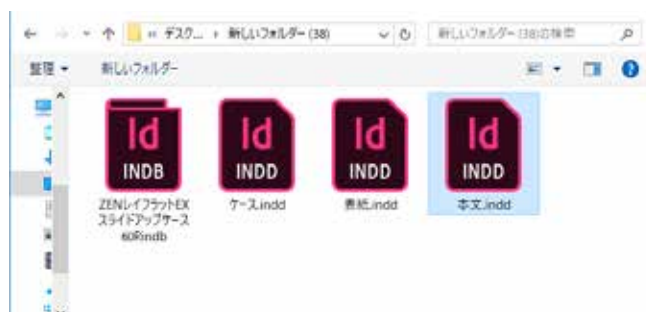 デスク... 新しいフォルダー (38)
新しいフォルダー (38)の検索
整理
新しいフォルダー
Id
INDB
Id
INDD
Id
INDD
Id
INDD
ZENレイフラットEX
スライドアップケース
60R.indb
ケース.indd
表紙.indd
本文.indd